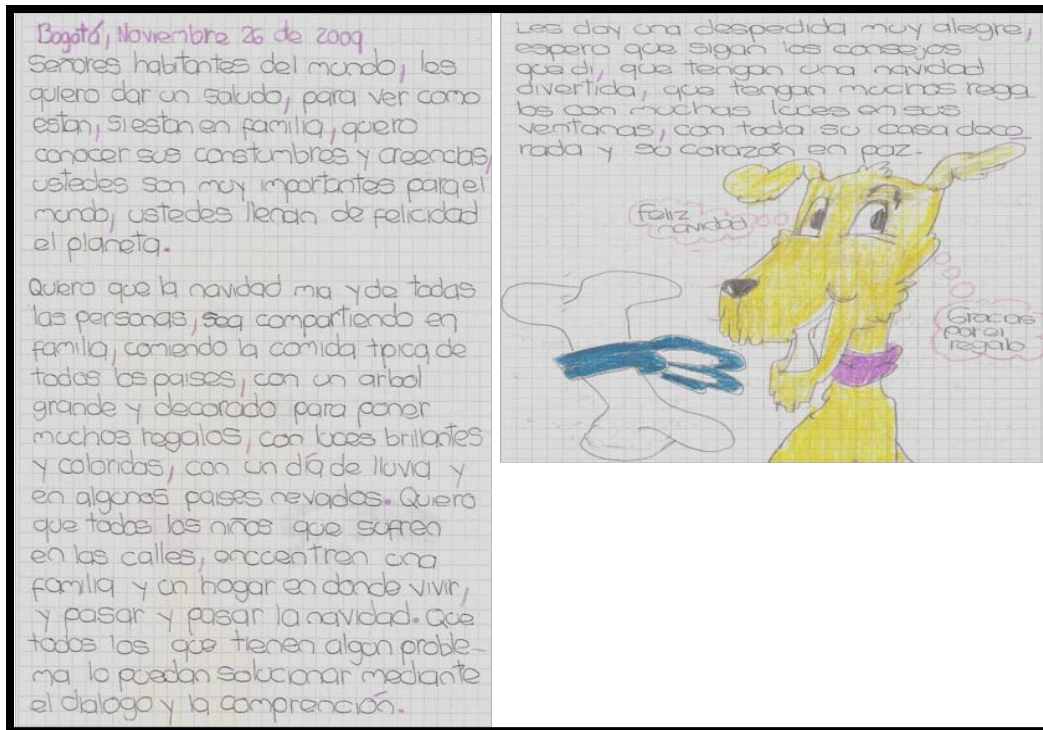 Bogotá, Noviembre 26 de 2009
Señores habitantes del mundo, les
quiero dar un saludo, para ver como
estan, si estan en familia, quero
conocer sus constumbres y creencias,
ustedes son muy importantes para el
mundo, ustedes llenan de felicidad
el planeta.
Quiero que la navidad mia y de todas
las personas, sea compartiendo en
familia, comiendo la comida tipica de
todos los paises, con un arbol
grande y decorado para poner
muchos regalos, con luces brillantes
y coloridas, con un día de lluvia y
en algunos paises nevados. Quiero
que todos los niños que sufren
en las calles, enccentren una
familia y un hogar en donde vivir,
y pasar y pasar la navidad. Que
todos los que tienen algun proble-
ma lo puedan solucionar mediante
el dialogo y la comprención.
Les doy una despedida muy alegre,
espero que sigan los consejos
que di, que tengan una navidad
divertida, que tengan muchos rega
los con muchas luces en sus
ventanas, con toda su casa deco
rada y su corazón en paz.
Feliz
navidad
Gracias
por el
regalo